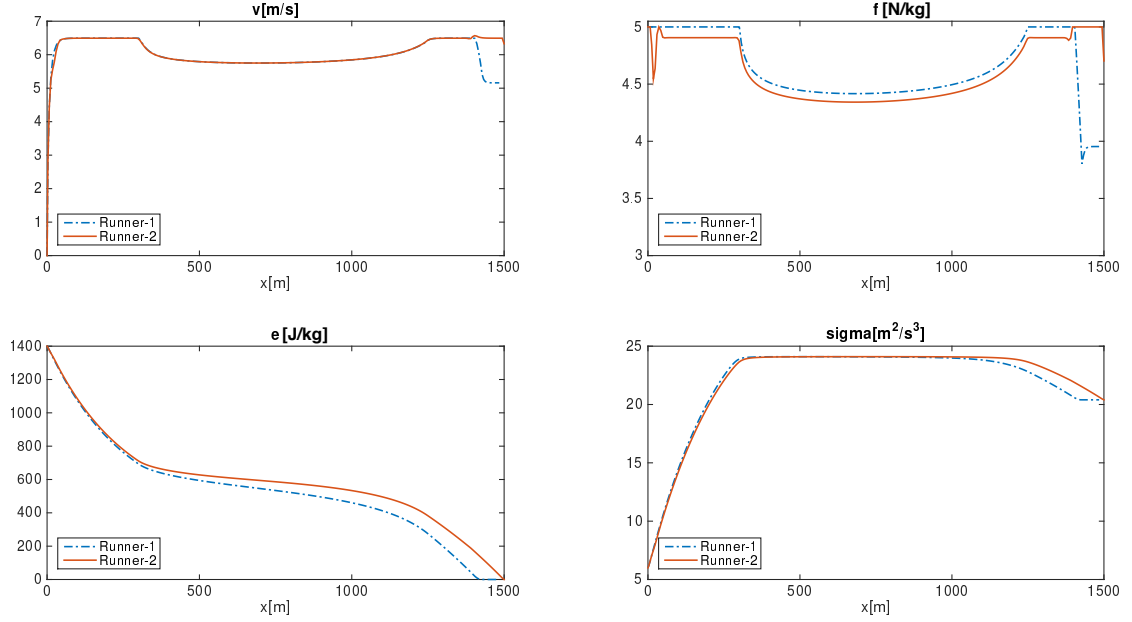 v[m/s]
7
6
5
4
3
2
1
0
0
500
1000
1500
x[m]
Runner-1
Runner-2
f [N/kg]
5
4.5
4
3.5
3
0
500
1000
1500
x[m]
Runner-1
Runner-2
e [J/kg]
1400
1200
1000
800
600
400
200
0
0
500
1000
1500
x[m]
Runner-1
Runner-2
sigma[m²/s³]
25
20
15
10
5
0
500
1000
1500
x[m]
Runner-1
Runner-2